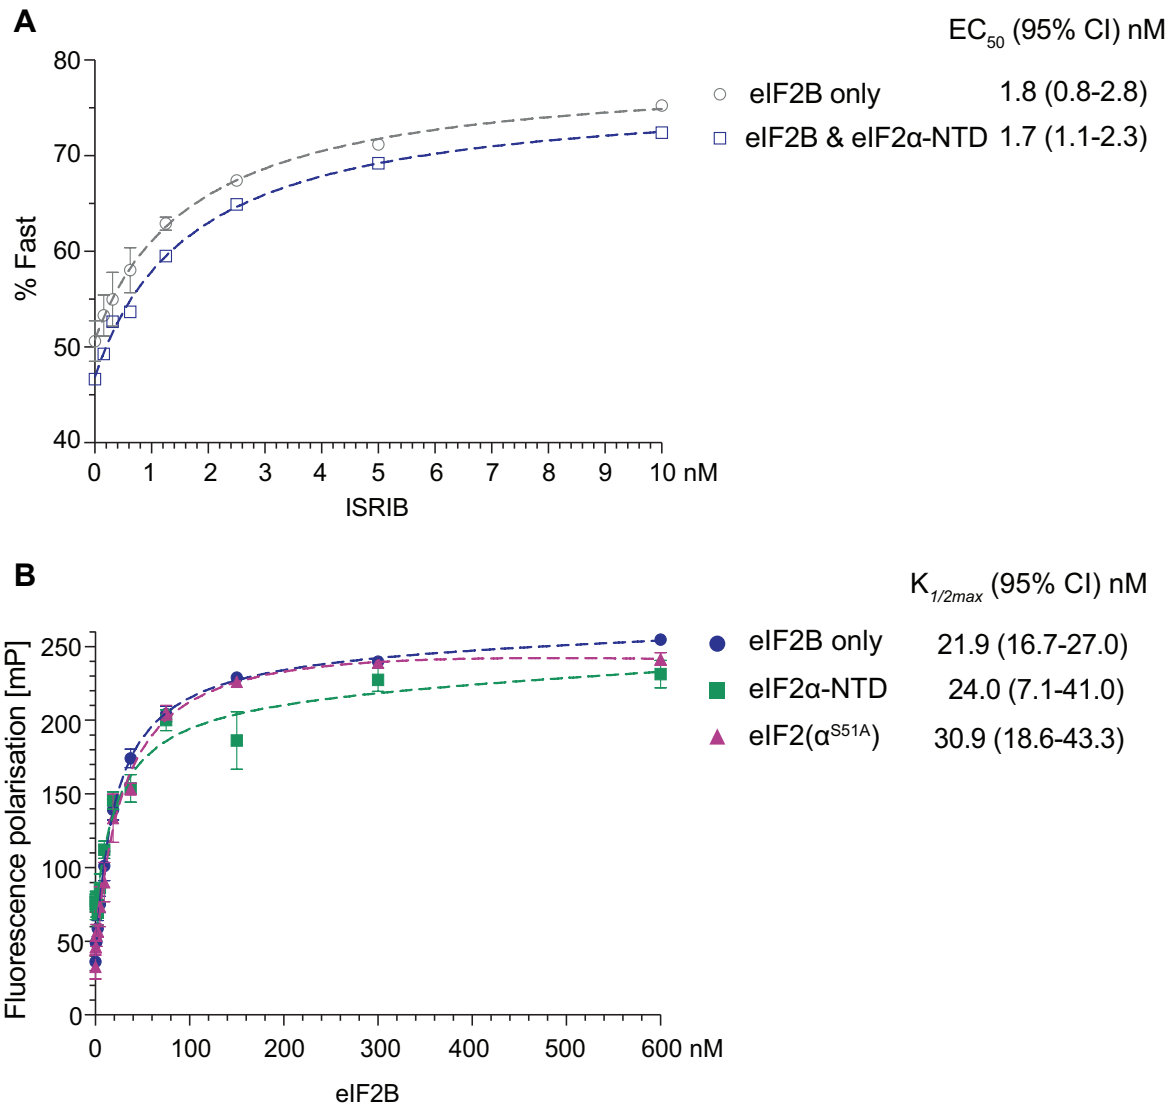 A
EC50 (95% CI) nM
80
70
60
50
40
% Fast
0 1 2 3 4 5 6 7 8 9 10 nM
ISRIB
eIF2B only 1.8 (0.8-2.8)
eIF2B & eIF2α-NTD 1.7 (1.1-2.3)
B
K1/2max (95% CI) nM
250
200
150
100
50
0
Fluorescence polarisation [mP]
0 100 200 300 400 500 600 nM
eIF2B
eIF2B only 21.9 (16.7-27.0)
eIF2α-NTD 24.0 (7.1-41.0)
eIF2(αS51A) 30.9 (18.6-43.3)